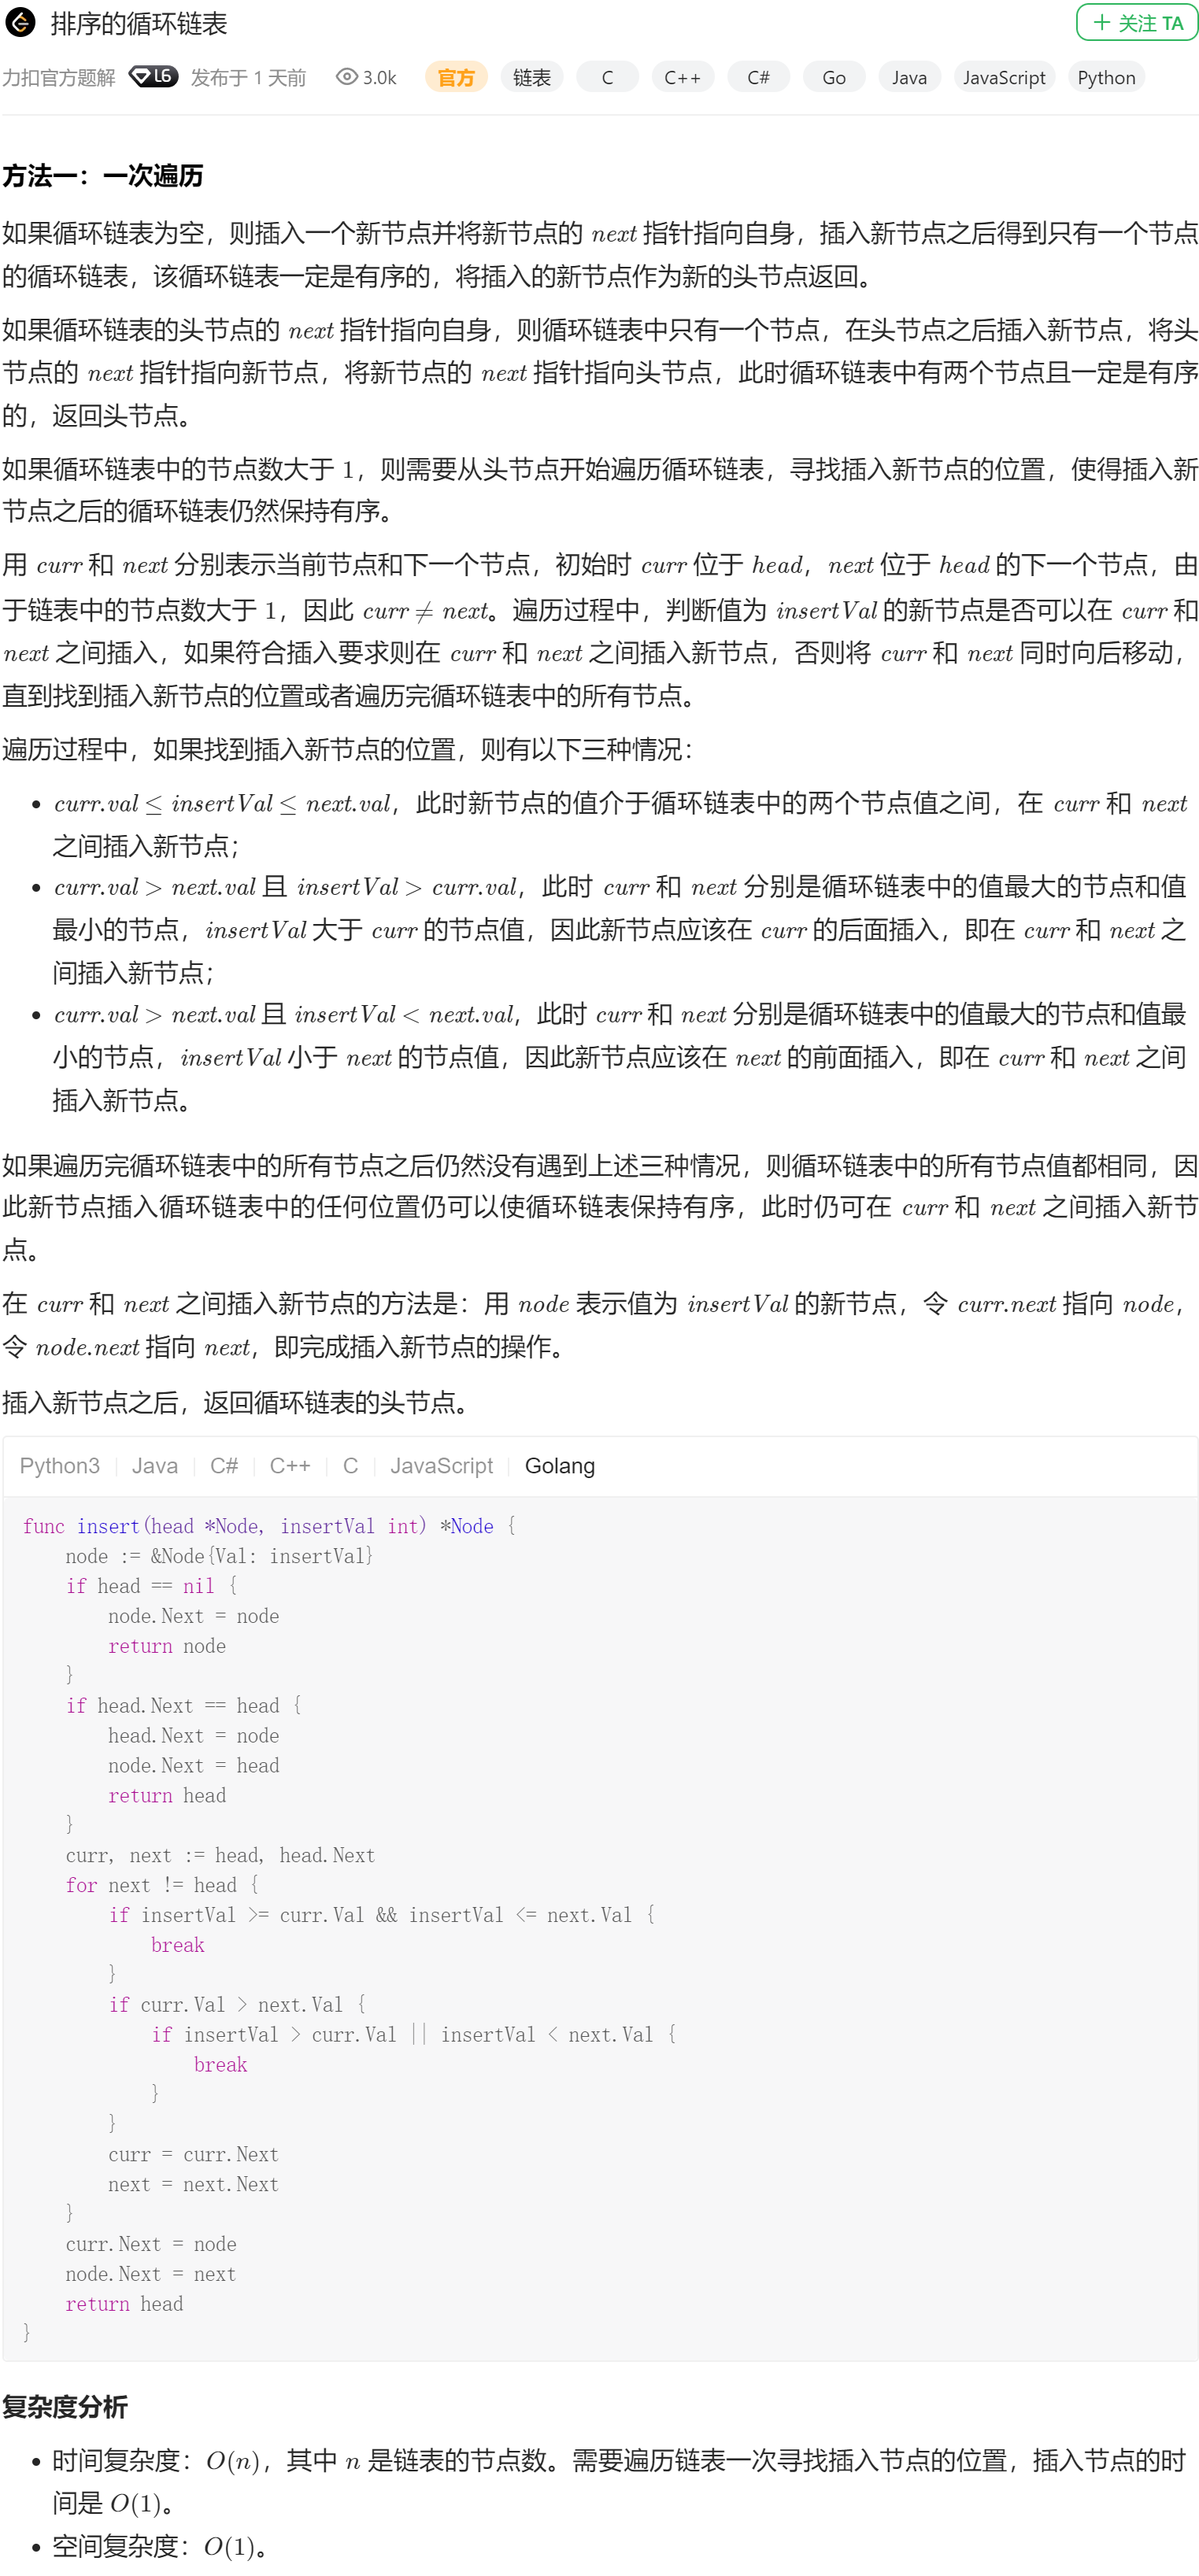 排序的循环链表
关注 TA
力扣官方题解 L6 发布于 1 天前 3.0k 官方 链表 C C++ C# Go Java JavaScript Python
方法一：一次遍历
如果循环链表为空，则插入一个新节点并将新节点的 next 指针指向自身，插入新节点之后得到只有一个节点
的循环链表，该循环链表一定是有序的，将插入的新节点作为新的头节点返回。
如果循环链表的头节点的 next 指针指向自身，则循环链表中只有一个节点，在头节点之后插入新节点，将头
节点的 next 指针指向新节点，将新节点的 next 指针指向头节点，此时循环链表中有两个节点且一定是有序
的，返回头节点。
如果循环链表中的节点数大于 1，则需要从头节点开始遍历循环链表，寻找插入新节点的位置，使得插入新
节点之后的循环链表仍然保持有序。
用 curr 和 next 分别表示当前节点和下一个节点，初始时 curr 位于 head，next 位于 head 的下一个节点，由
于链表中的节点数大于 1，因此 curr ≠ next。遍历过程中，判断值为 insertVal 的新节点是否可以在 curr 和
next 之间插入，如果符合插入要求则在 curr 和 next 之间插入新节点，否则将 curr 和 next 同时向后移动，
直到找到插入新节点的位置或者遍历完循环链表中的所有节点。
遍历过程中，如果找到插入新节点的位置，则有以下三种情况：
• curr.val ≤ insertVal ≤ next.val，此时新节点的值介于循环链表中的两个节点值之间，在 curr 和 next
之间插入新节点；
• curr.val > next.val 且 insertVal > curr.val，此时 curr 和 next 分别是循环链表中的值最大的节点和值
最小的节点，insertVal 大于 curr 的节点值，因此新节点应该在 curr 的后面插入，即在 curr 和 next 之
间插入新节点；
• curr.val > next.val 且 insertVal < next.val，此时 curr 和 next 分别是循环链表中的值最大的节点和值最
小的节点，insertVal 小于 next 的节点值，因此新节点应该在 next 的前面插入，即在 curr 和 next 之间
插入新节点。
如果遍历完循环链表中的所有节点之后仍然没有遇到上述三种情况，则循环链表中的所有节点值都相同，因
此新节点插入循环链表中的任何位置仍可以使循环链表保持有序，此时仍可在 curr 和 next 之间插入新节
点。
在 curr 和 next 之间插入新节点的方法是：用 node 表示值为 insertVal 的新节点，令 curr.next 指向 node，
令 node.next 指向 next，即完成插入新节点的操作。
插入新节点之后，返回循环链表的头节点。
Python3 | Java | C# | C++ | C | JavaScript | Golang
func insert(head *Node, insertVal int) *Node {
    node := &Node{Val: insertVal}
    if head == nil {
        node.Next = node
        return node
    }
    if head.Next == head {
        head.Next = node
        node.Next = head
        return head
    }
    curr, next := head, head.Next
    for next != head {
        if insertVal >= curr.Val && insertVal <= next.Val {
            break
        }
        if curr.Val > next.Val {
            if insertVal > curr.Val || insertVal < next.Val {
                break
            }
        }
        curr = curr.Next
        next = next.Next
    }
    curr.Next = node
    node.Next = next
    return head
}
复杂度分析
• 时间复杂度：O(n)，其中 n 是链表的节点数。需要遍历链表一次寻找插入节点的位置，插入节点的时
间是 O(1)。
• 空间复杂度：O(1)。